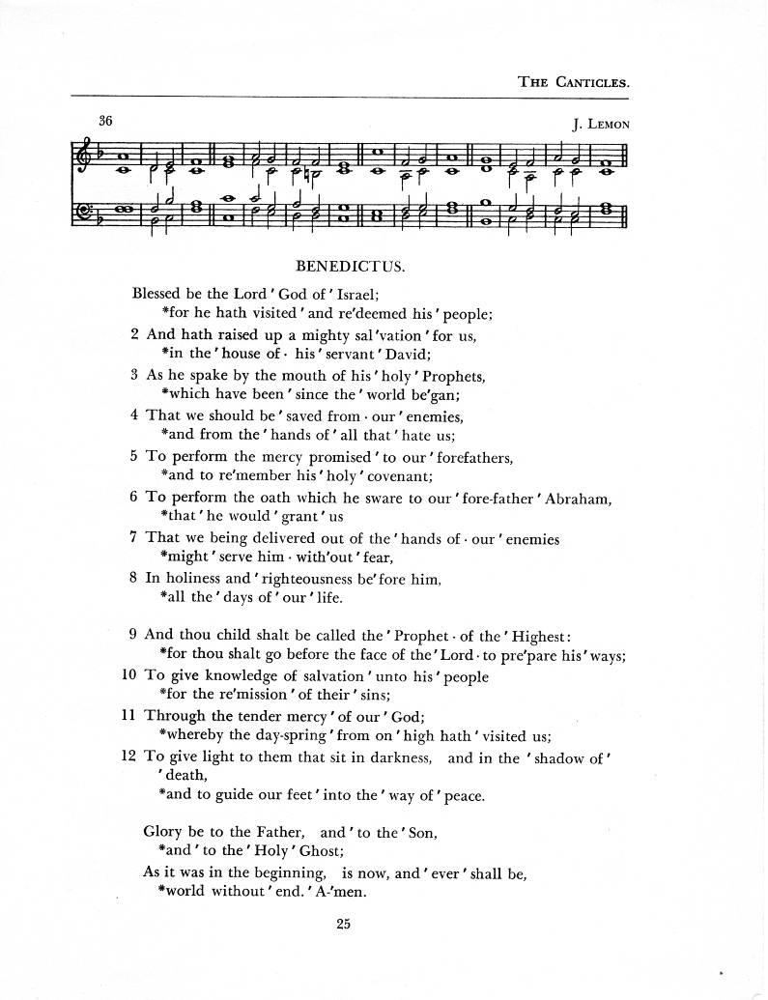 THE CANTICLES.
36
J. LEMON
BENEDICTUS.
Blessed be the Lord ' God of ' Israel;
*for he hath visited ' and re'deemed his ' people;
2 And hath raised up a mighty sal'vation ' for us,
*in the ' house of · his ' servant ' David;
3 As he spake by the mouth of his ' holy ' Prophets,
*which have been ' since the ' world be'gan;
4 That we should be ' saved from · our ' enemies,
*and from the ' hands of ' all that ' hate us;
5 To perform the mercy promised ' to our ' forefathers,
*and to re'member his ' holy ' covenant;
6 To perform the oath which he sware to our ' fore-father ' Abraham,
*that ' he would ' grant ' us
7 That we being delivered out of the ' hands of · our ' enemies
*might ' serve him · with'out ' fear,
8 In holiness and ' righteousness be'fore him,
*all the ' days of ' our ' life.
9 And thou child shalt be called the ' Prophet · of the ' Highest:
*for thou shalt go before the face of the ' Lord · to pre'pare his ' ways;
10 To give knowledge of salvation ' unto his ' people
*for the re'mission ' of their ' sins;
11 Through the tender mercy ' of our ' God;
*whereby the day-spring ' from on ' high hath ' visited us;
12 To give light to them that sit in darkness, and in the ' shadow of '
' death,
*and to guide our feet ' into the ' way of ' peace.
Glory be to the Father, and ' to the ' Son,
*and ' to the ' Holy ' Ghost;
As it was in the beginning, is now, and ' ever ' shall be,
*world without ' end. ' A-'men.
25